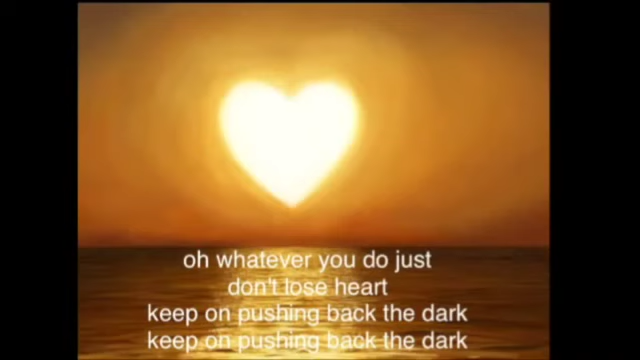 oh whatever you do just
don't lose heart
keep on pushing back the dark
keep on pushing back the dark